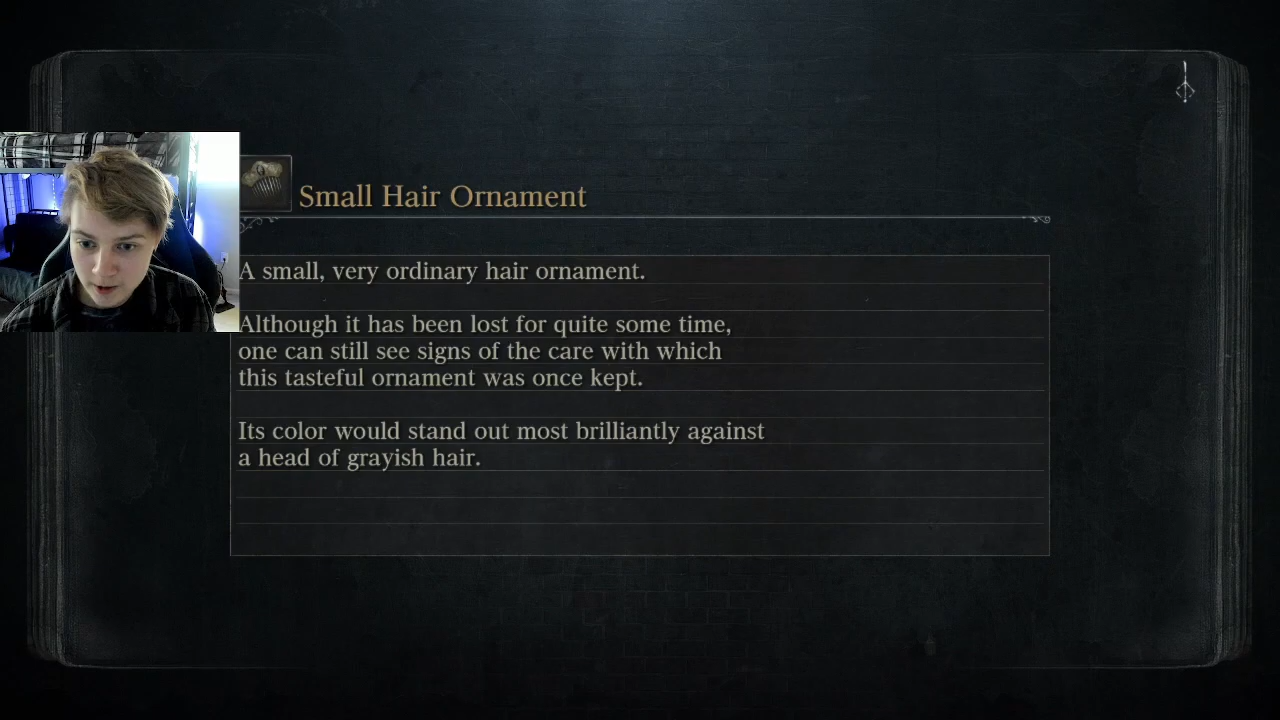 Small Hair Ornament
A small, very ordinary hair ornament.
Although it has been lost for quite some time,
one can still see signs of the care with which
this tasteful ornament was once kept.
Its color would stand out most brilliantly against
a head of grayish hair.